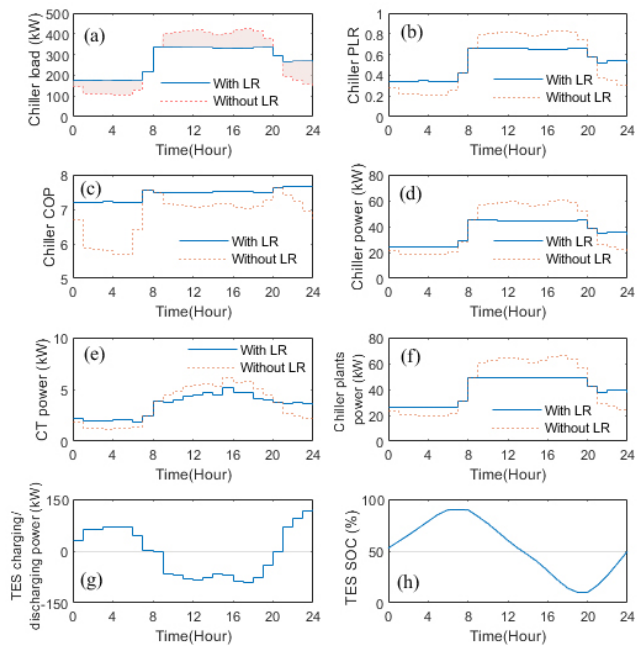 500
400
300
200
100
0
Chiller load (kW)
(a)
With LR
Without LR
0 4 8 12 16 20 24
Time(Hour)
1
0.8
0.6
0.4
0.2
0
Chiller PLR
(b)
With LR
Without LR
0 4 8 12 16 20 24
Time(Hour)
8
7
6
5
Chiller COP
(c)
With LR
Without LR
0 4 8 12 16 20 24
Time(Hour)
80
60
40
20
0
Chiller power (kW)
(d)
With LR
Without LR
0 4 8 12 16 20 24
Time(Hour)
10
5
0
CT power (kW)
(e)
With LR
Without LR
0 4 8 12 16 20 24
Time(Hour)
80
60
40
20
0
Chiller plants
power (kW)
(f)
With LR
Without LR
0 4 8 12 16 20 24
Time(Hour)
150
0
-150
TES charging/
discharging power (kW)
(g)
0 4 8 12 16 20 24
Time(Hour)
100
50
0
TES SOC (%)
(h)
0 4 8 12 16 20 24
Time(Hour)